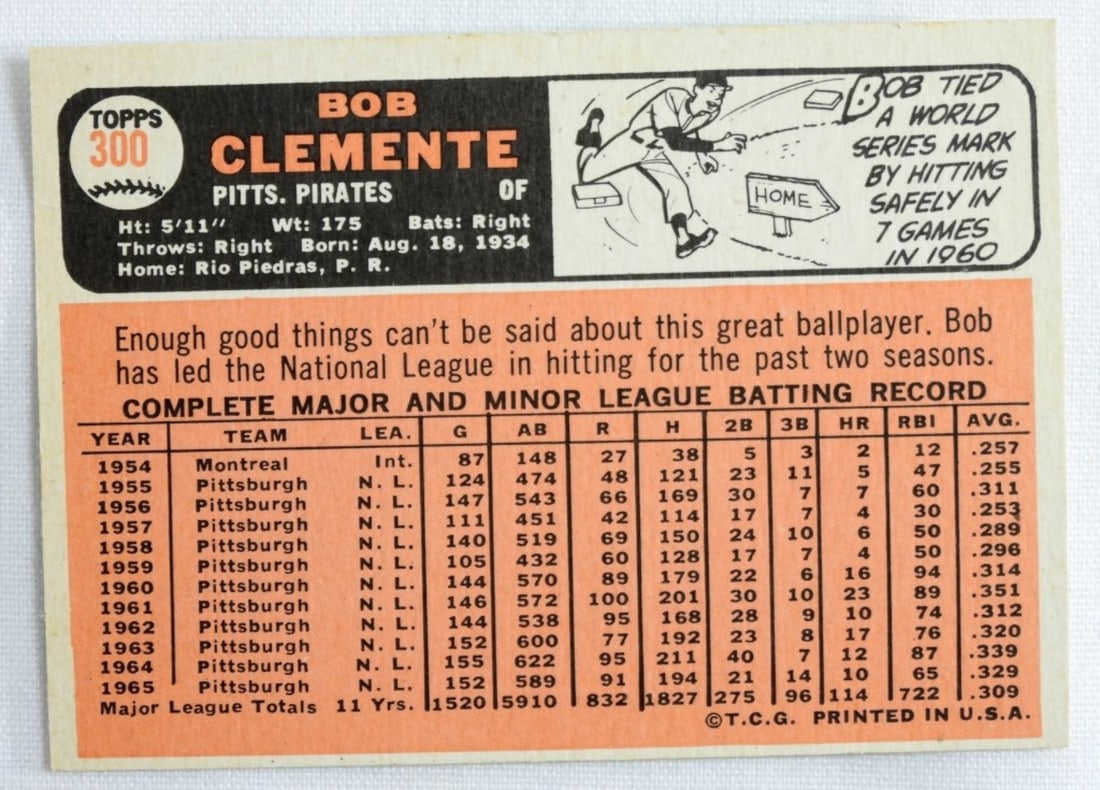 TOPPS
300
BOB
CLEMENTE
PITTS. PIRATES OF
Ht: 5'11" Wt: 175 Bats: Right
Throws: Right Born: Aug. 18, 1934
Home: Rio Piedras, P. R.
HOME
BOB TIED
A WORLD
SERIES MARK
BY HITTING
SAFELY IN
7 GAMES
IN 1960
Enough good things can't be said about this great ballplayer. Bob
has led the National League in hitting for the past two seasons.
COMPLETE MAJOR AND MINOR LEAGUE BATTING RECORD
YEAR TEAM LEA. G AB R H 2B 3B HR RBI AVG.
1954 Montreal Int. 87 148 27 38 5 3 2 12 .257
1955 Pittsburgh N. L. 124 474 48 121 23 11 5 47 .255
1956 Pittsburgh N. L. 147 543 66 169 30 7 7 60 .311
1957 Pittsburgh N. L. 111 451 42 114 17 7 4 30 .253
1958 Pittsburgh N. L. 140 519 69 150 24 10 6 50 .289
1959 Pittsburgh N. L. 105 432 60 128 17 7 4 50 .296
1960 Pittsburgh N. L. 144 570 89 179 22 6 16 94 .314
1961 Pittsburgh N. L. 146 572 100 201 30 10 23 89 .351
1962 Pittsburgh N. L. 144 538 95 168 28 9 10 74 .312
1963 Pittsburgh N. L. 152 600 77 192 23 8 17 76 .320
1964 Pittsburgh N. L. 155 622 95 211 40 7 12 87 .339
1965 Pittsburgh N. L. 152 589 91 194 21 14 10 65 .329
Major League Totals 11 Yrs. 1520 5910 832 1827 275 96 114 722 .309
©T.C.G. PRINTED IN U.S.A.